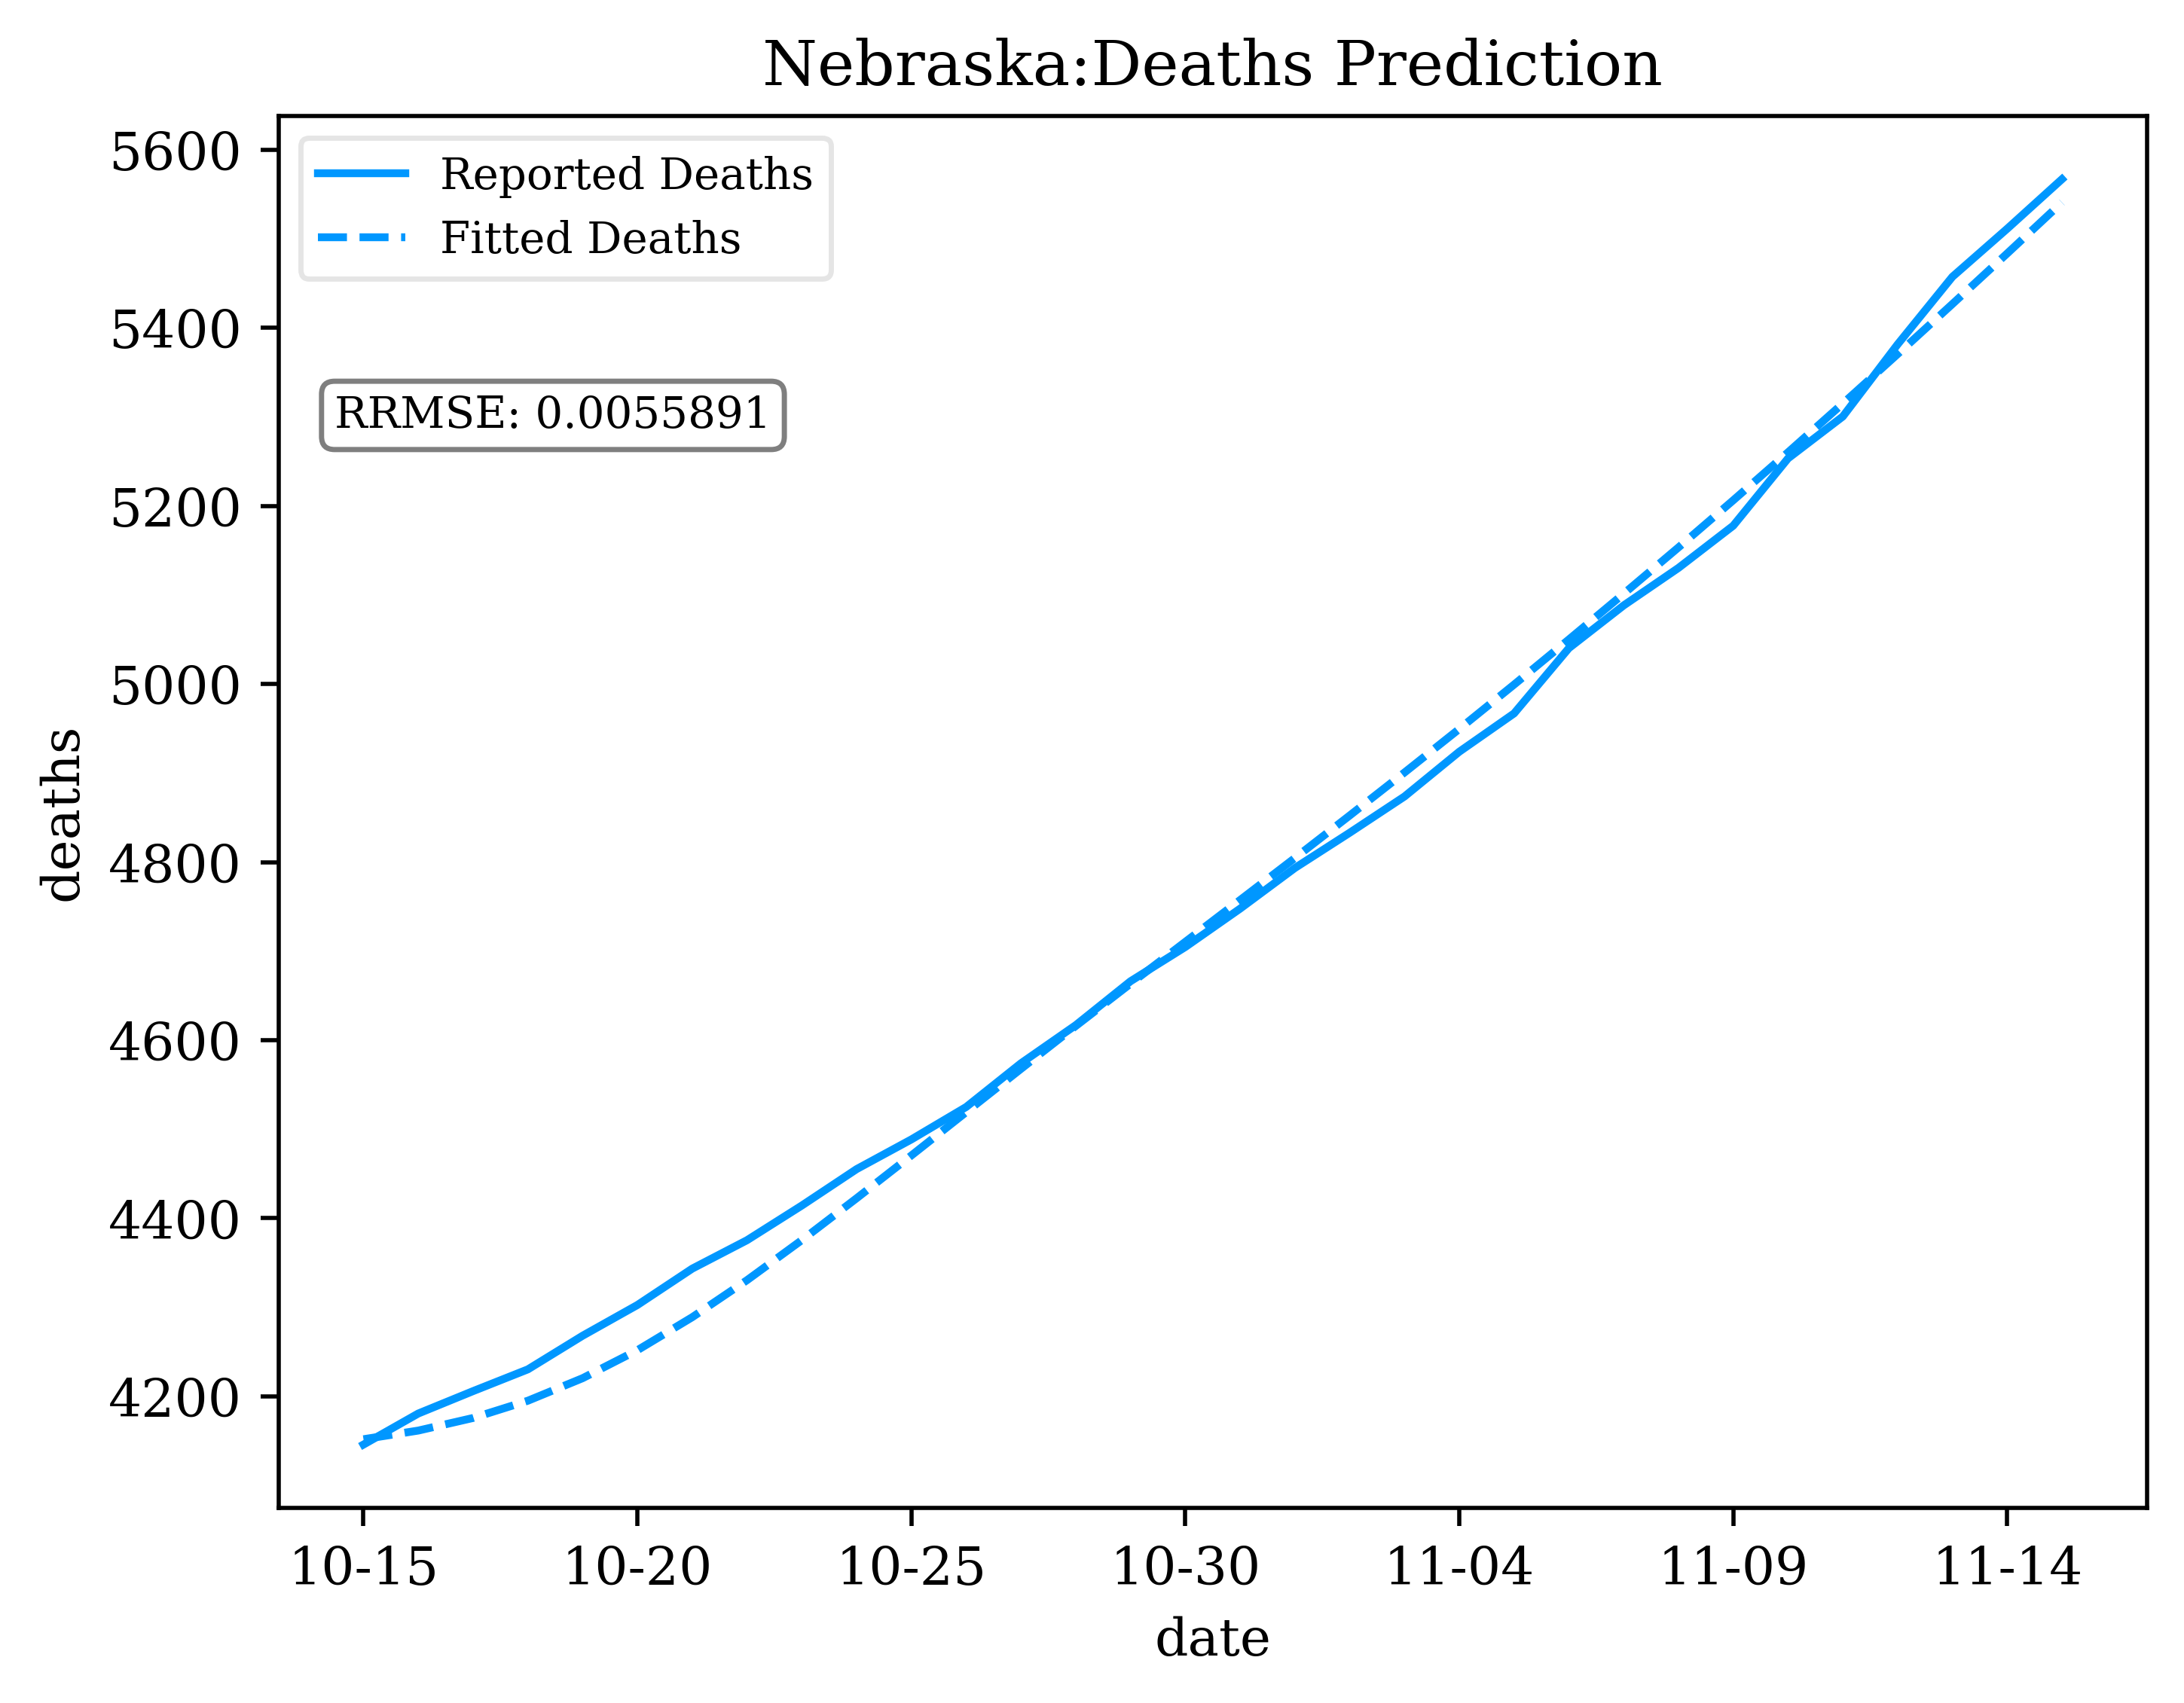 Nebraska:Deaths Prediction
Reported Deaths
Fitted Deaths
RRMSE: 0.0055891
5600
5400
5200
5000
4800
4600
4400
4200
deaths
10-15 10-20 10-25 10-30 11-04 11-09 11-14
date